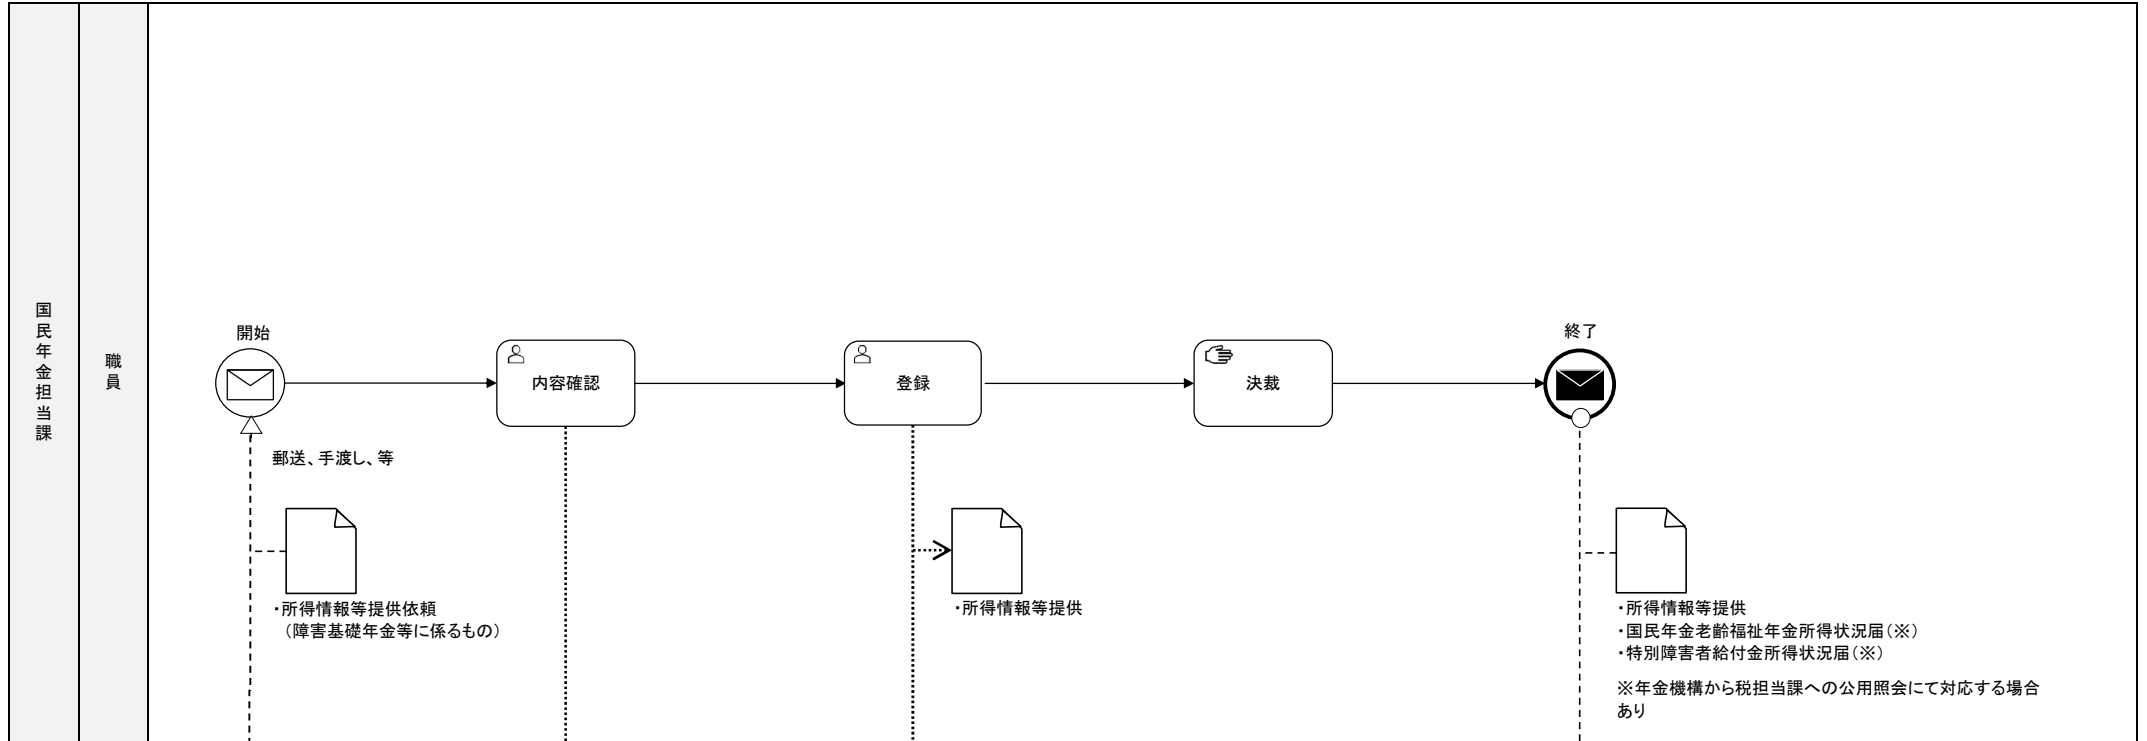 国民年金担当課
職員
開始
終了
内容確認
登録
決裁
郵送、手渡し、等
・所得情報等提供依頼
（障害基礎年金等に係るもの）
・所得情報等提供
・所得情報等提供
・国民年金老齢福祉年金所得状況届（※）
・特別障害者給付金所得状況届（※）
※年金機構から税担当課への公用照会にて対応する場合
あり